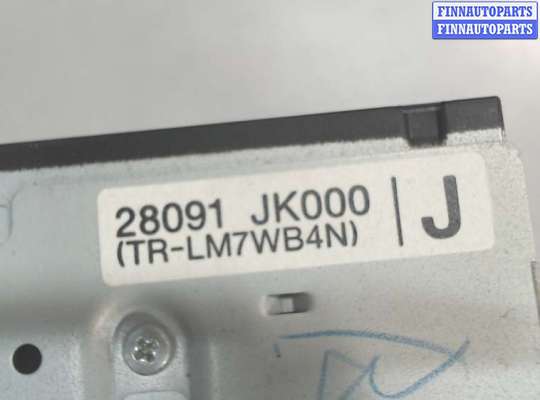 FINNAUTOPARTS
FINNAUTOPARTS
28091 JK000
(TR-LM7WB4N)
J